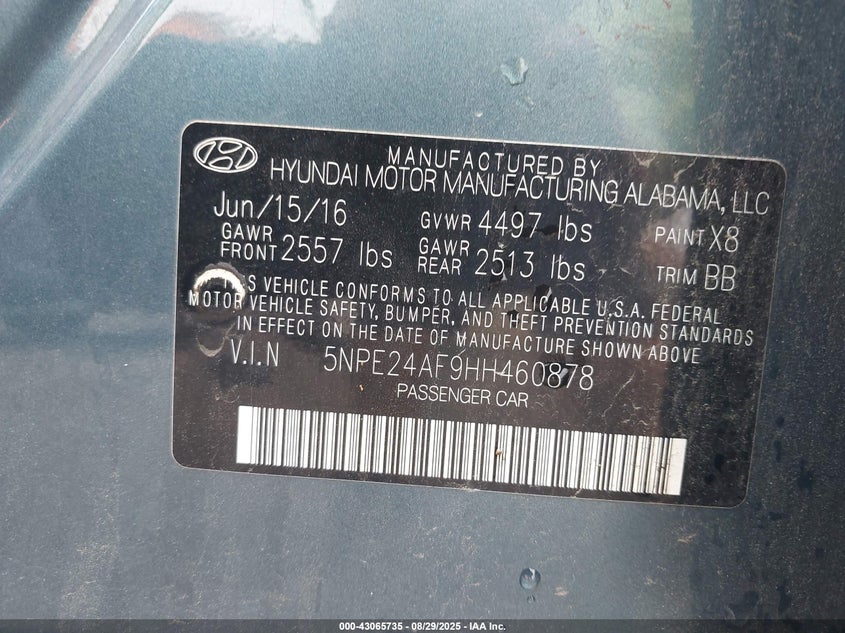 MANUFACTURED BY
HYUNDAI MOTOR MANUFACTURING ALABAMA, LLC
Jun/15/16 GVWR 4497 lbs PAINT X8
GAWR FRONT 2557 lbs GAWR REAR 2513 lbs TRIM BB
S VEHICLE CONFORMS TO ALL APPLICABLE U.S.A. FEDERAL
MOTOR VEHICLE SAFETY, BUMPER, AND THEFT PREVENTION STANDARDS
IN EFFECT ON THE DATE OF MANUFACTURE SHOWN ABOVE.
V.I.N 5NPE24AF9HH460878
PASSENGER CAR
000-43065735 - 08/29/2025 - IAA Inc.